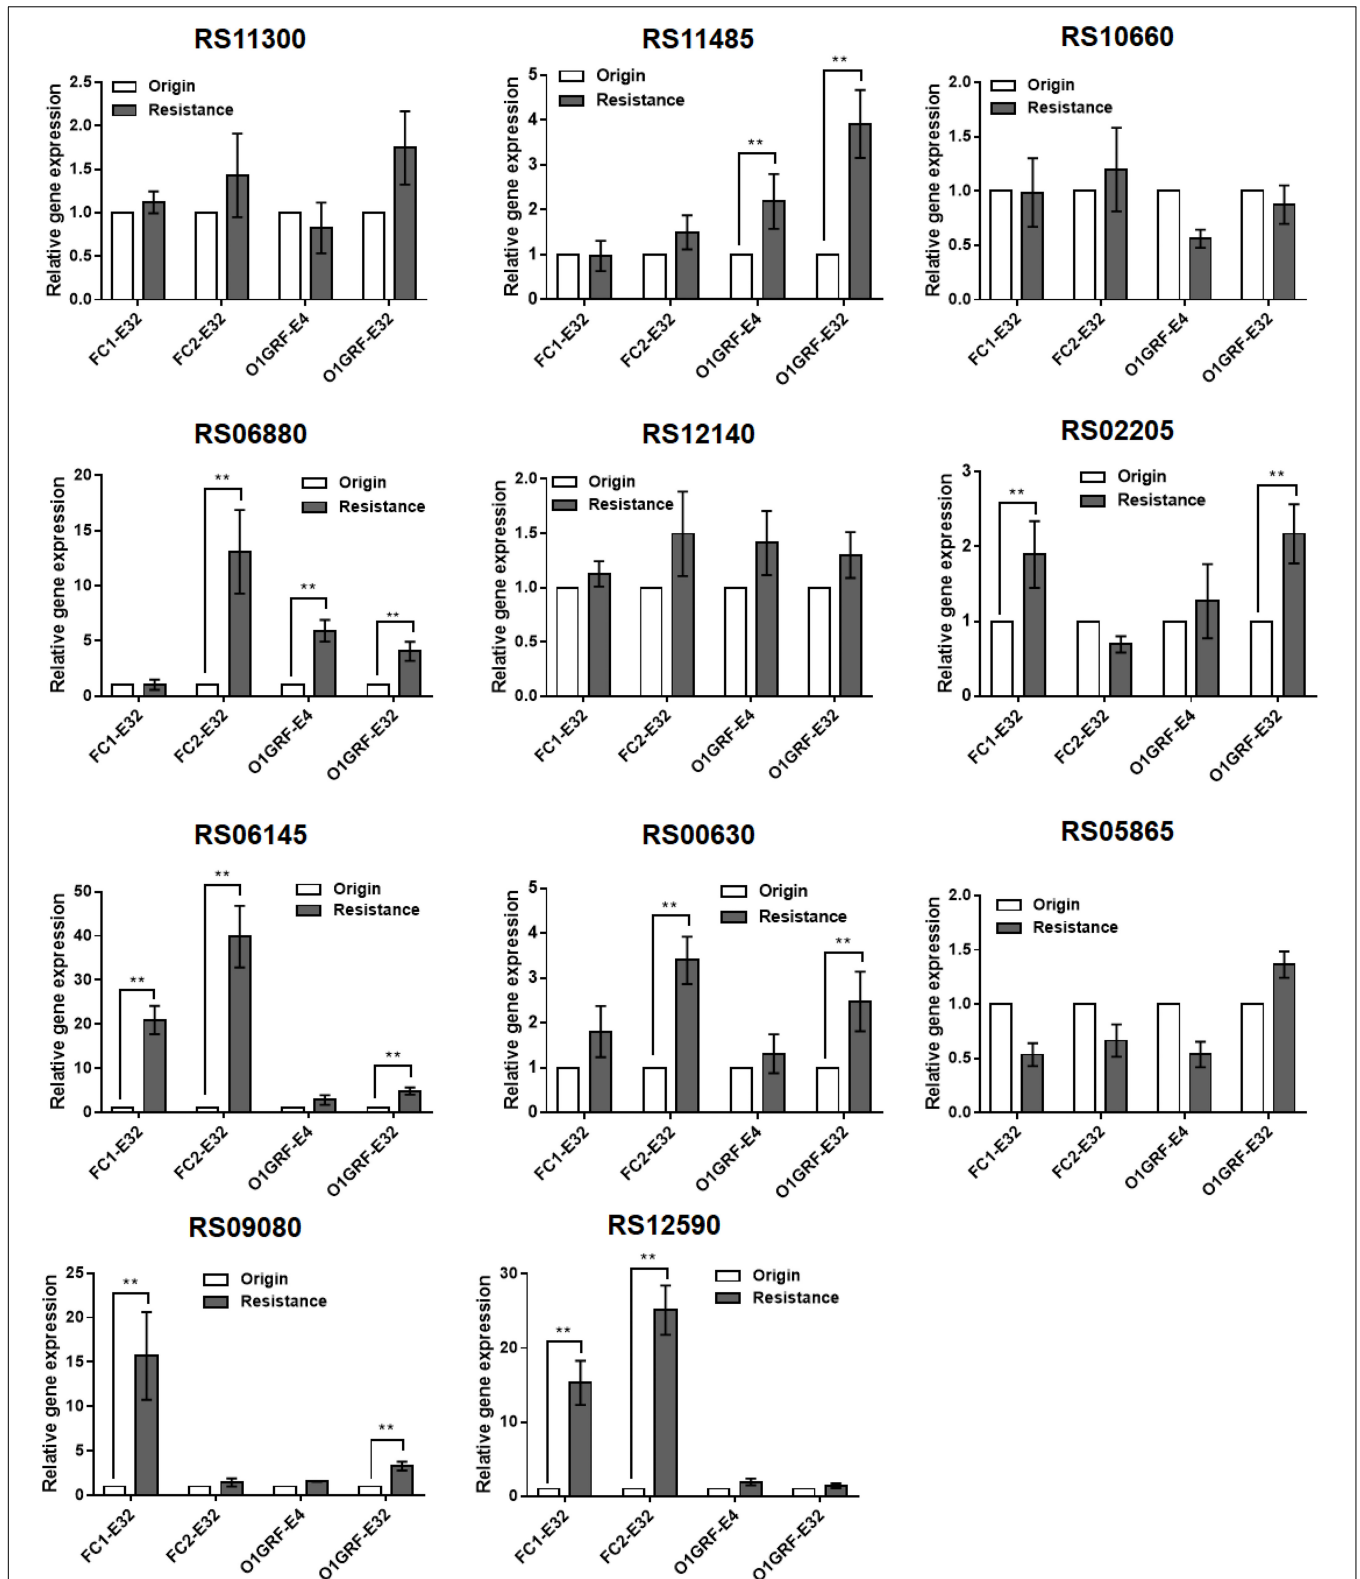 RS11300
Relative gene expression
2.5
2.0
1.5
1.0
0.5
0.0
Origin
Resistance
FC1-E32
FC2-E32
O1GRF-E4
O1GRF-E32
RS11485
Relative gene expression
5
4
3
2
1
0
Origin
Resistance
**
**
FC1-E32
FC2-E32
O1GRF-E4
O1GRF-E32
RS10660
Relative gene expression
2.0
1.5
1.0
0.5
0.0
Origin
Resistance
FC1-E32
FC2-E32
O1GRF-E4
O1GRF-E32
RS06880
Relative gene expression
20
15
10
5
0
Origin
Resistance
**
**
**
FC1-E32
FC2-E32
O1GRF-E4
O1GRF-E32
RS12140
Relative gene expression
2.0
1.5
1.0
0.5
0.0
Origin
Resistance
FC1-E32
FC2-E32
O1GRF-E4
O1GRF-E32
RS02205
Relative gene expression
3
2
1
0
Origin
Resistance
**
**
FC1-E32
FC2-E32
O1GRF-E4
O1GRF-E32
RS06145
Relative gene expression
50
40
30
20
10
0
Origin
Resistance
**
**
**
FC1-E32
FC2-E32
O1GRF-E4
O1GRF-E32
RS00630
Relative gene expression
5
4
3
2
1
0
Origin
Resistance
**
**
FC1-E32
FC2-E32
O1GRF-E4
O1GRF-E32
RS05865
Relative gene expression
2.0
1.5
1.0
0.5
0.0
Origin
Resistance
FC1-E32
FC2-E32
O1GRF-E4
O1GRF-E32
RS09080
Relative gene expression
25
20
15
10
5
0
Origin
Resistance
**
**
FC1-E32
FC2-E32
O1GRF-E4
O1GRF-E32
RS12590
Relative gene expression
30
20
10
0
Origin
Resistance
**
**
FC1-E32
FC2-E32
O1GRF-E4
O1GRF-E32